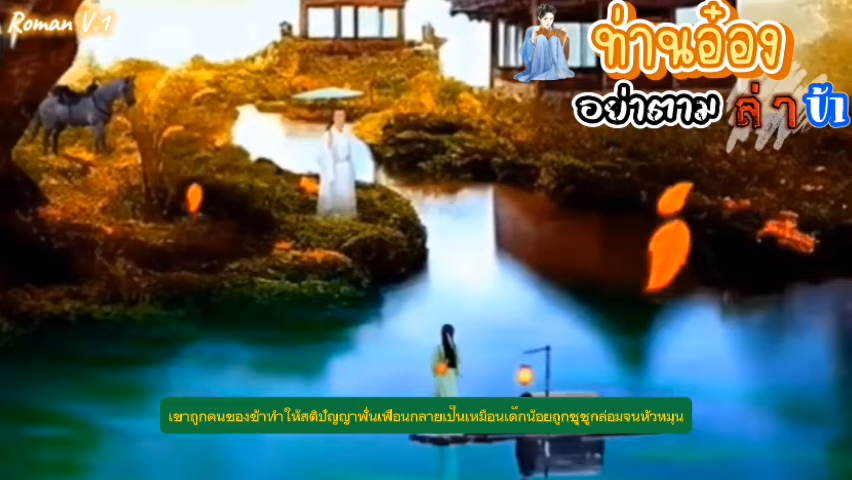 Roman V.1
ท่านอ๋อง
อย่าตาม ล่า ข้า
เขาถูกคนของข้าทำให้สติปัญญาฟั่นเฟือนกลายเป็นเหมือนเด็กน้อยถูกชูชูกล่อมจนหัวหมุน